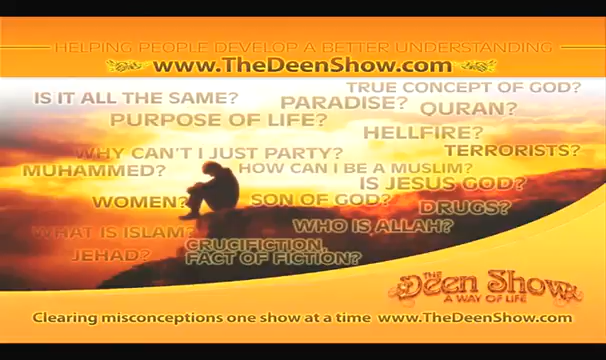 HELPING PEOPLE DEVELOP A BETTER UNDERSTANDING
www.TheDeenShow.com
TRUE CONCEPT OF GOD?
IS IT ALL THE SAME?
PARADISE?
QURAN?
PURPOSE OF LIFE?
HELLFIRE?
WHY CAN'T I JUST PARTY?
TERRORISTS?
MUHAMMED?
HOW CAN I BE A MUSLIM?
IS JESUS GOD?
WOMEN?
SON OF GOD?
DRUGS?
WHAT IS ISLAM?
WHO IS ALLAH?
JEHAD?
CRUCIFICTION,
FACT OF FICTION?
THE
Deen Show
A WAY OF LIFE
Clearing misconceptions one show at a time www.TheDeenShow.com